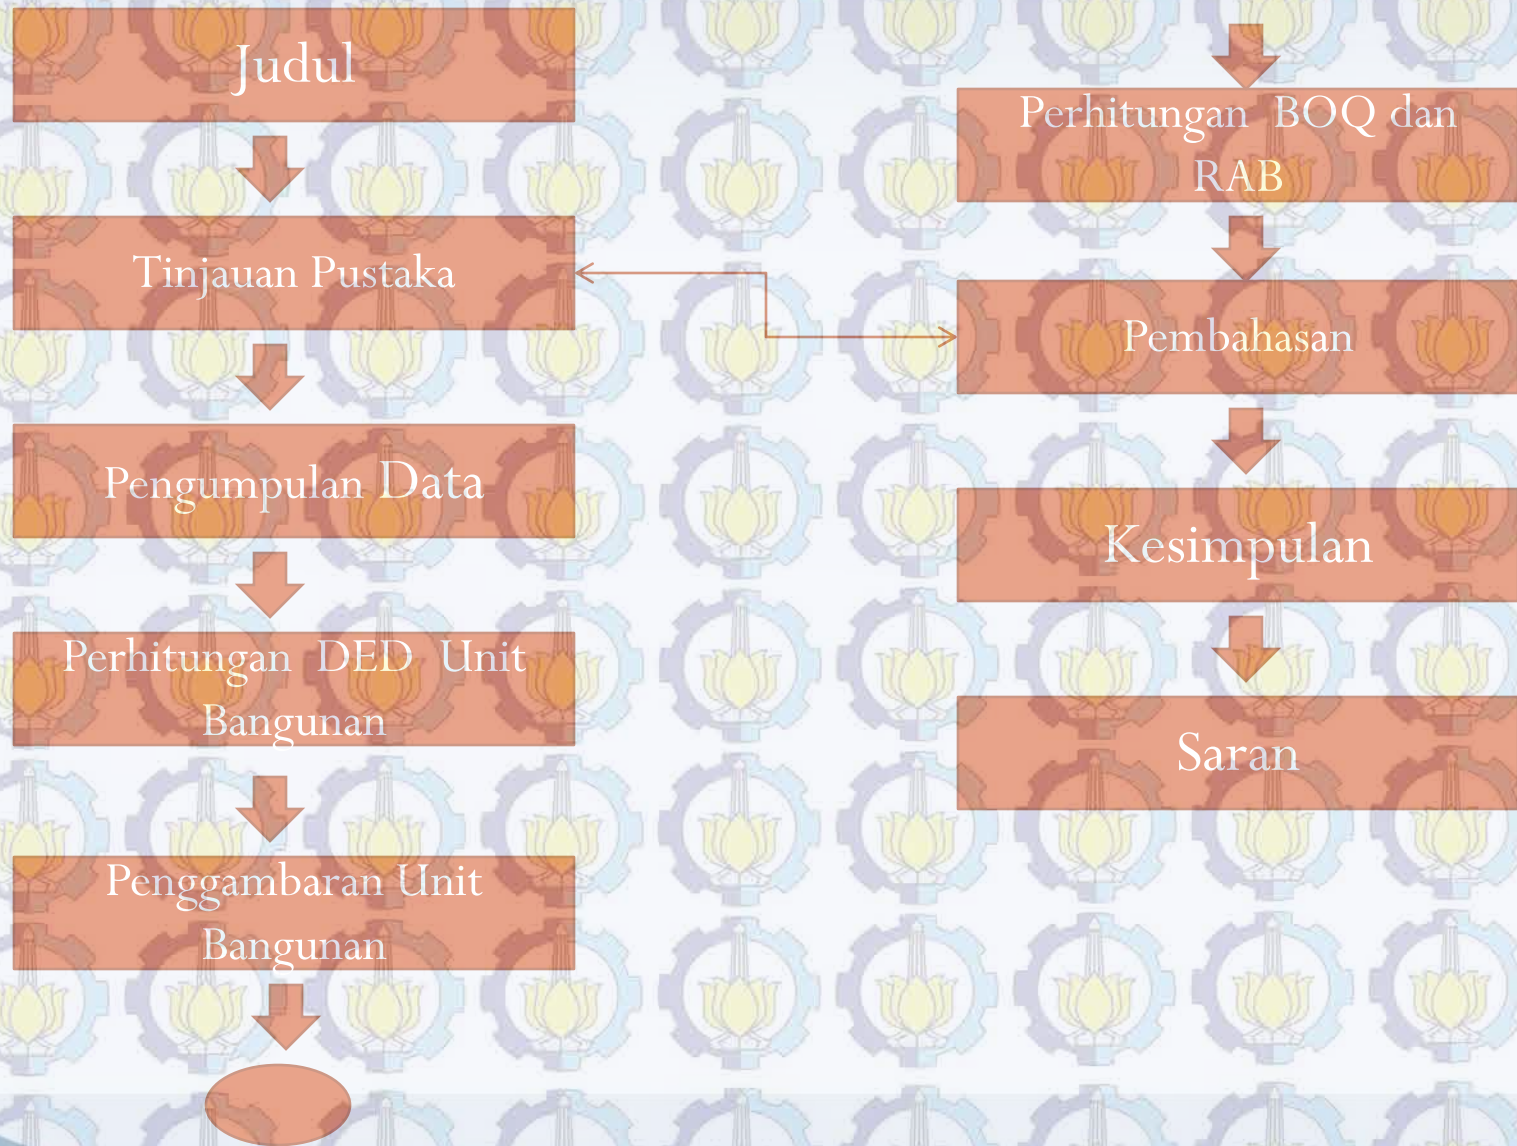 Judul
Tinjauan Pustaka
Pengumpulan Data
Perhitungan DED Unit
Bangunan
Penggambaran Unit
Bangunan
Perhitungan BOQ dan
RAB
Pembahasan
Kesimpulan
Saran